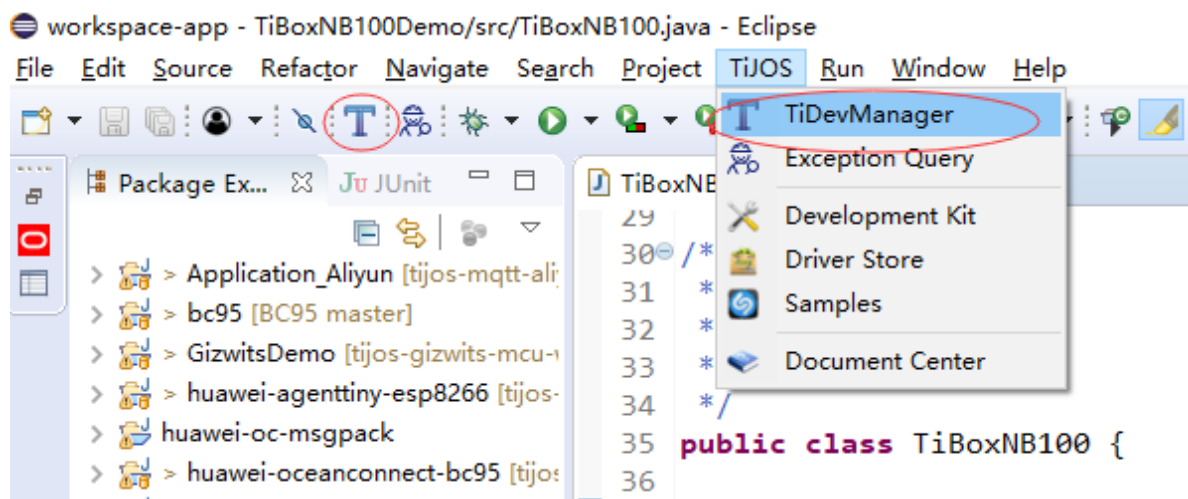 workspace-app - TiBoxNB100Demo/src/TiBoxNB100.java - Eclipse
File Edit Source Refactor Navigate Search Project TiJOS Run Window Help
T
T TiDevManager
Exception Query
Development Kit
Driver Store
Samples
Document Center
Package Ex... JUnit
TiBoxNB
> > Application_Aliyun [tijos-mqtt-ali
> > bc95 [BC95 master]
> > GizwitsDemo [tijos-gizwits-mcu-
> > huawei-agenttiny-esp8266 [tijos-
> huawei-oc-msgpack
> > huawei-oceanconnect-bc95 [tijos
29
30 /*
31 *
32 *
33 *
34 */
35 public class TiBoxNB100 {
36